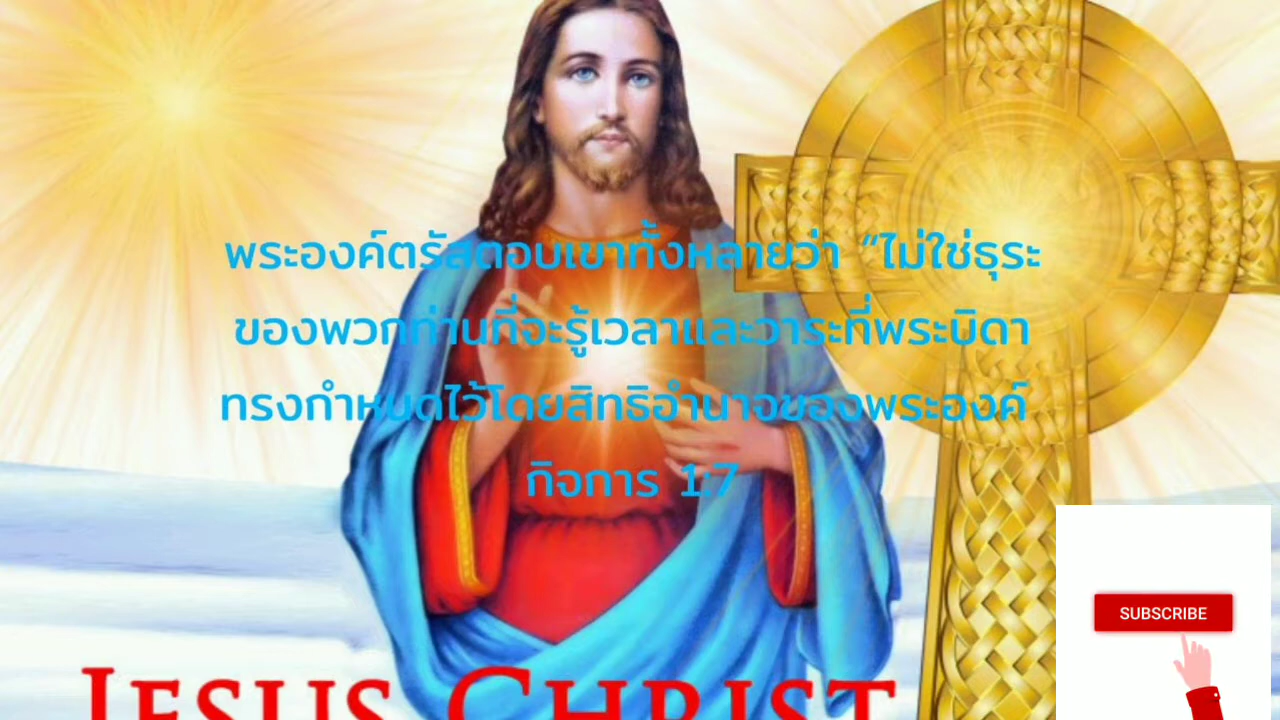 พระองค์ตรัสตอบเขาทั้งหลายว่า “ไม่ใช่ธุระ
ของพวกท่านที่จะรู้เวลาและวาระที่พระบิดา
ทรงกำหนดไว้โดยสิทธิอำนาจของพระองค์
กิจการ 1:7
SUBSCRIBE
JESUS CHRIST